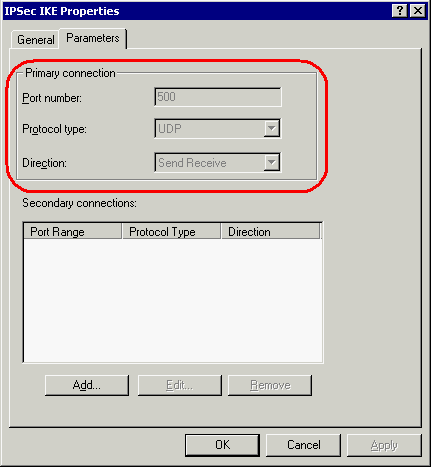 IPSec IKE Properties
General Parameters
Primary connection
Port number: 500
Protocol type: UDP
Direction: Send Receive
Secondary connections:
Port Range Protocol Type Direction
Add... Edit... Remove
OK Cancel Apply